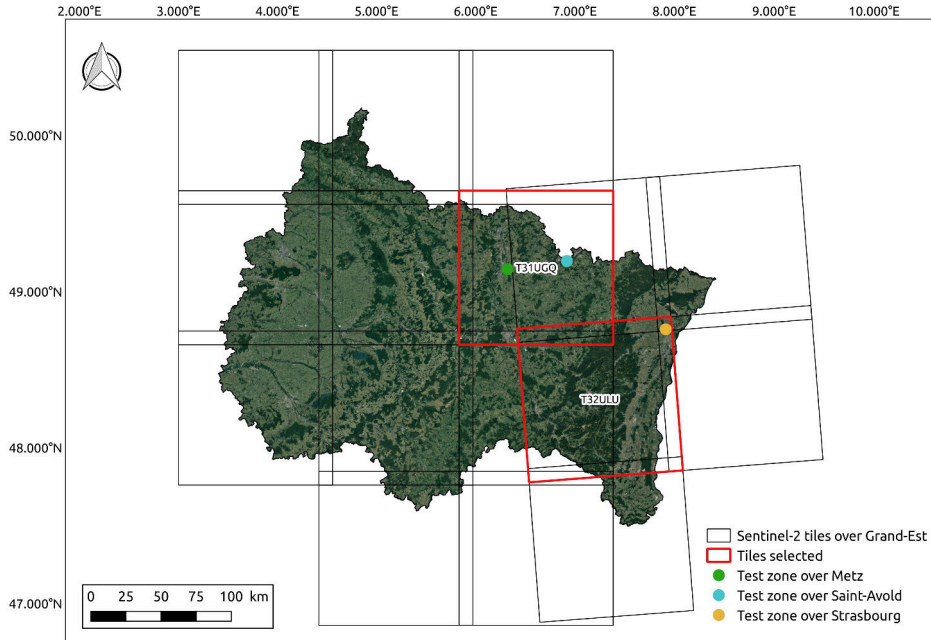 2.000°E 3.000°E 4.000°E 5.000°E 6.000°E 7.000°E 8.000°E 9.000°E 10.000°E
50.000°N
49.000°N
48.000°N
47.000°N
T31UGQ
T32ULU
Sentinel-2 tiles over Grand-Est
Tiles selected
Test zone over Metz
Test zone over Saint-Avold
Test zone over Strasbourg
0 25 50 75 100 km